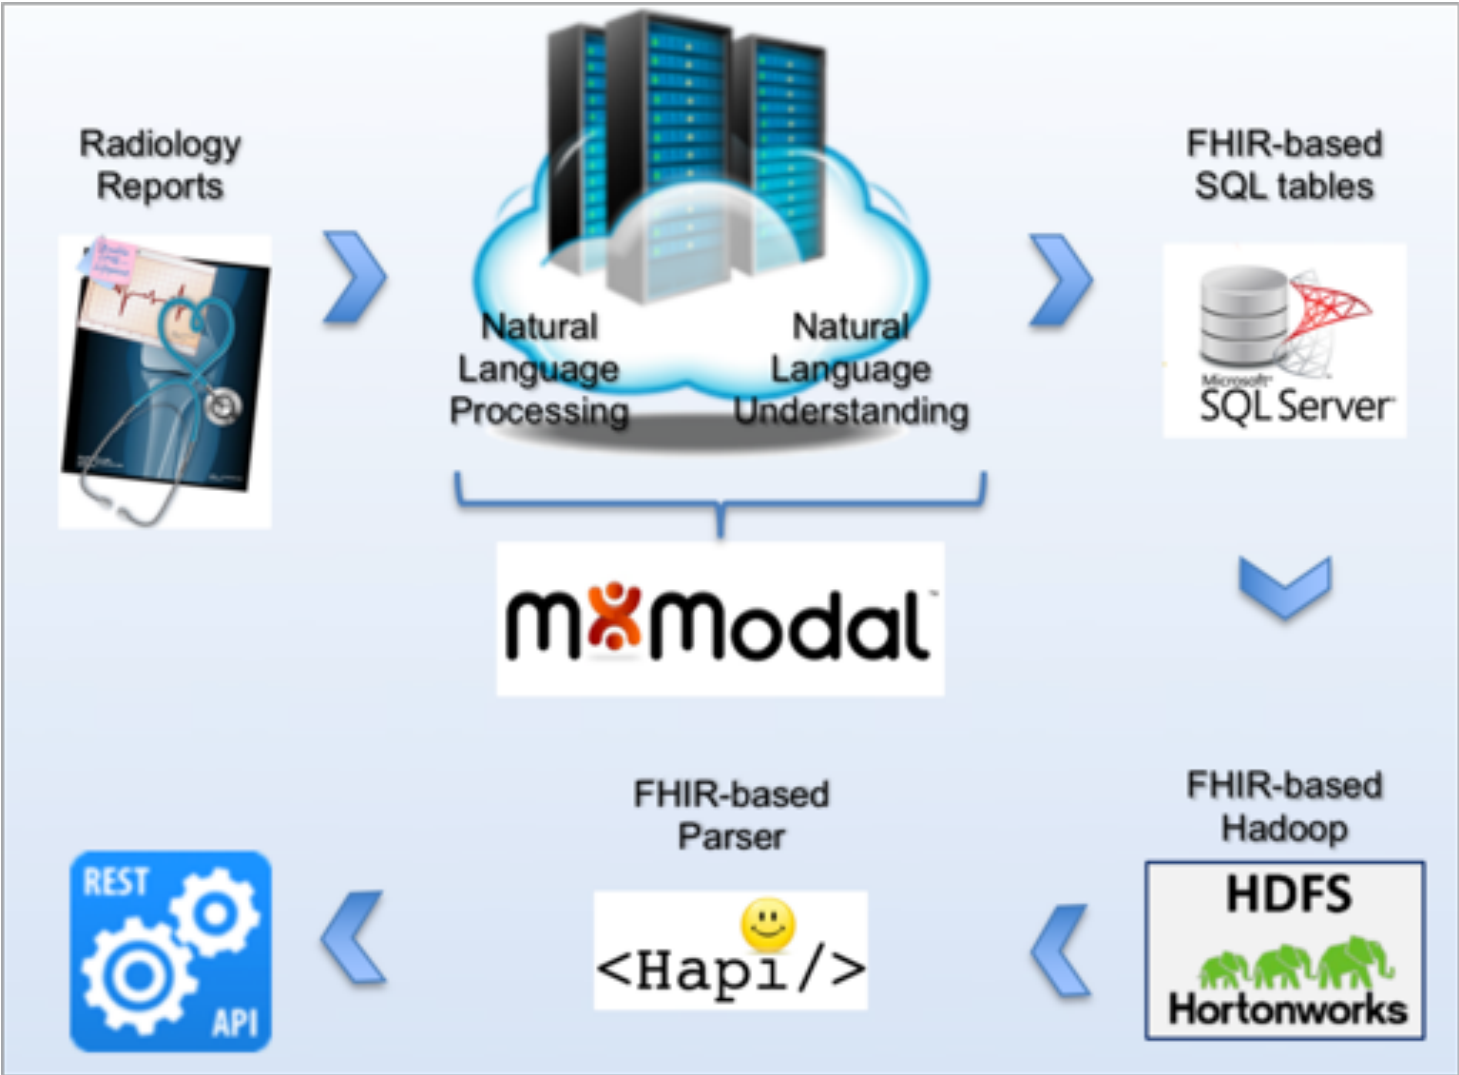 Radiology
Reports
Natural
Language
Processing
Natural
Language
Understanding
FHIR-based
SQL tables
Microsoft
SQL Server
M*Modal™
FHIR-based
Hadoop
HDFS
Hortonworks
FHIR-based
Parser
<Hapi/>
REST
API